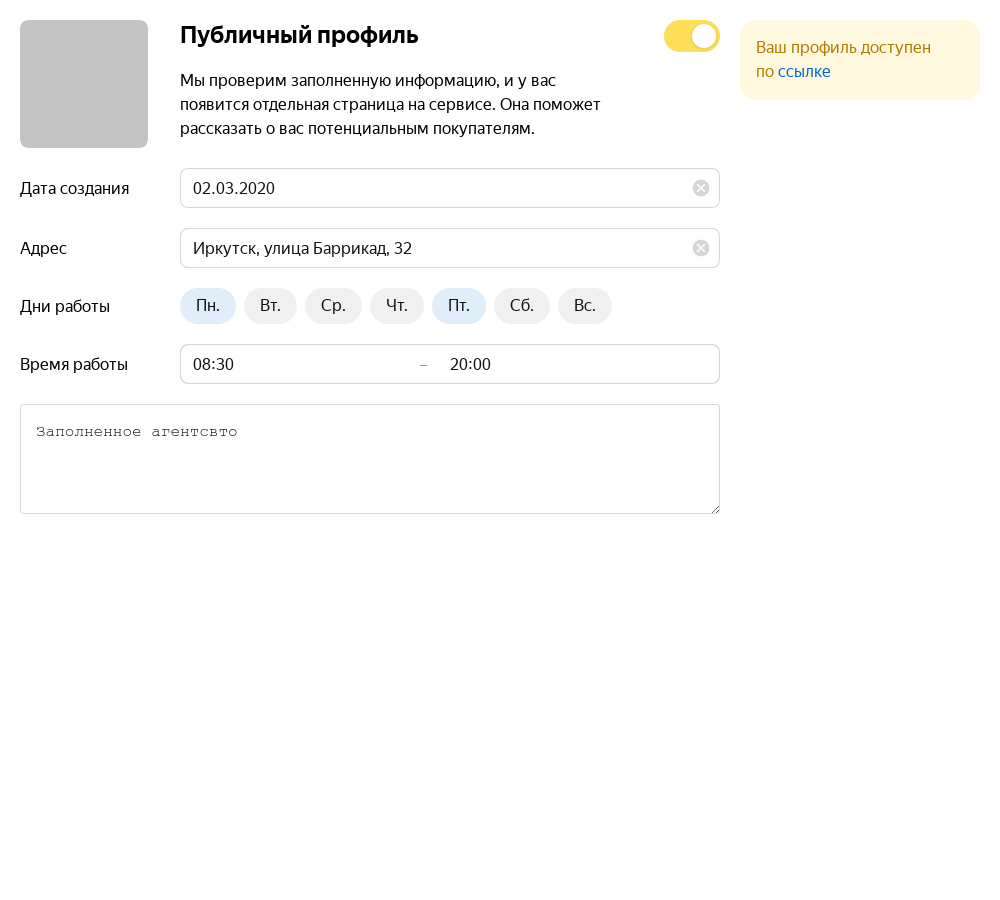 Публичный профиль
Мы проверим заполненную информацию, и у вас
появится отдельная страница на сервисе. Она поможет
рассказать о вас потенциальным покупателям.
Ваш профиль доступен
по ссылке
Дата создания
02.03.2020
Адрес
Иркутск, улица Баррикад, 32
Дни работы
Пн. Вт. Ср. Чт. Пт. Сб. Вс.
Время работы
08:30 – 20:00
Заполненное агентсвто